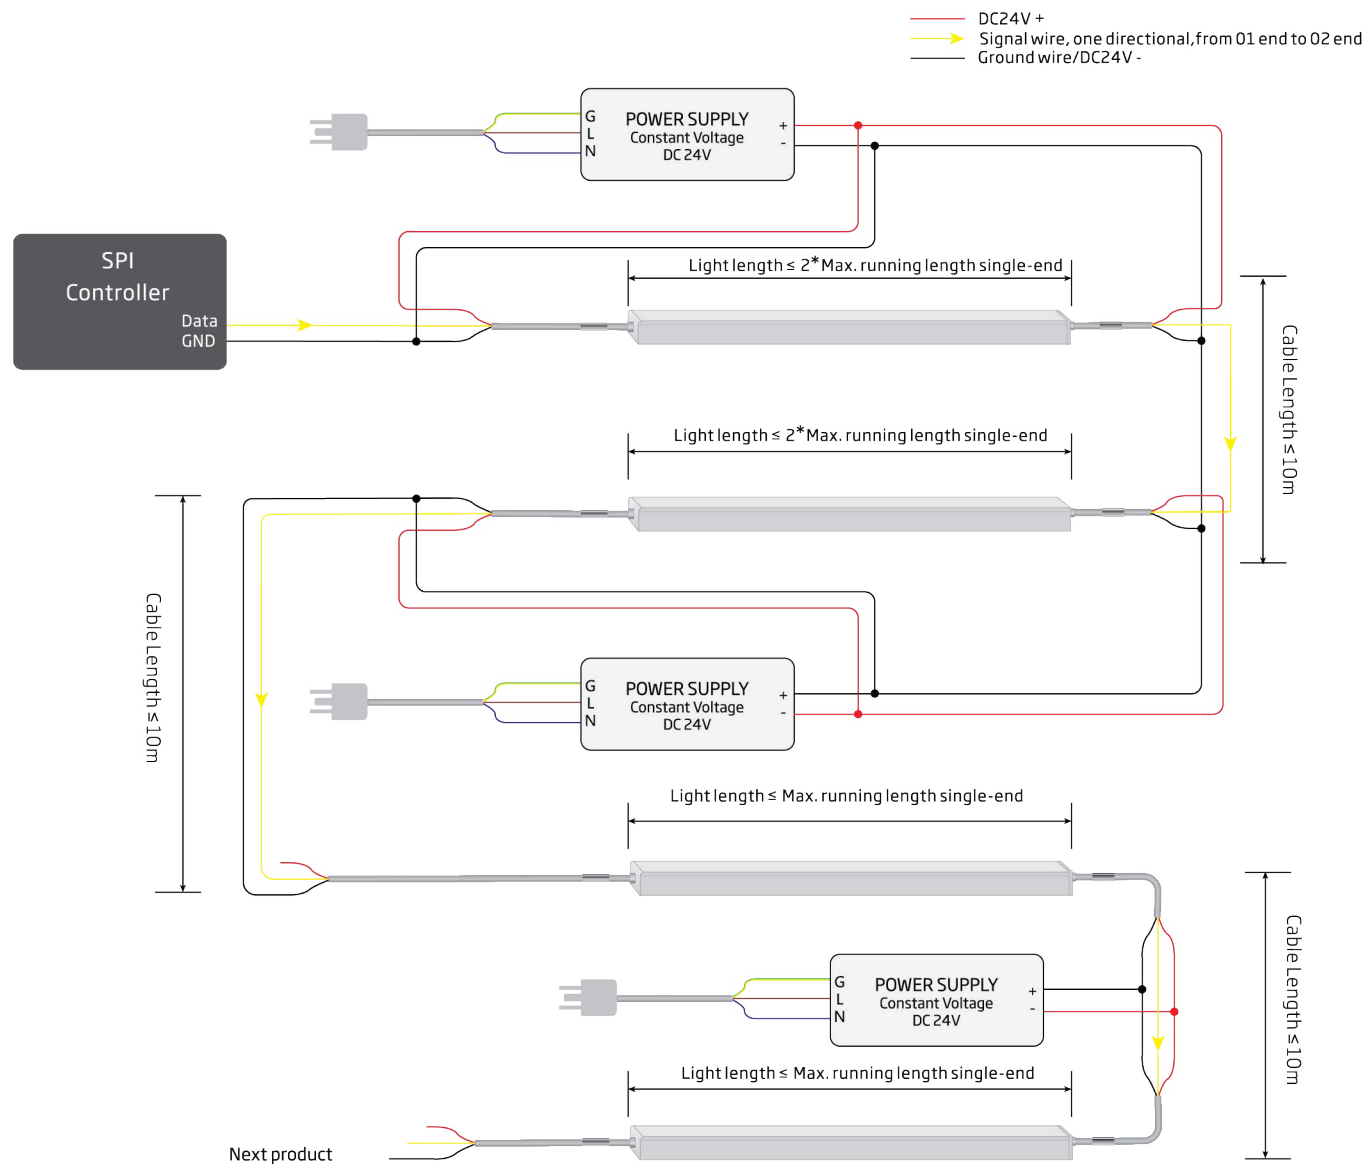 DC24V +
Signal wire, one directional,from 01 end to 02 end
Ground wire/DC24V -
G
L
N
POWER SUPPLY
Constant Voltage
DC 24V
+
-
SPI
Controller
Data
GND
Light length ≤ 2*Max. running length single-end
Cable Length ≤10m
Light length ≤ 2*Max. running length single-end
Cable Length ≤10m
G
L
N
POWER SUPPLY
Constant Voltage
DC 24V
+
-
Light length ≤ Max. running length single-end
Cable Length ≤10m
G
L
N
POWER SUPPLY
Constant Voltage
DC 24V
+
-
Light length ≤ Max. running length single-end
Next product